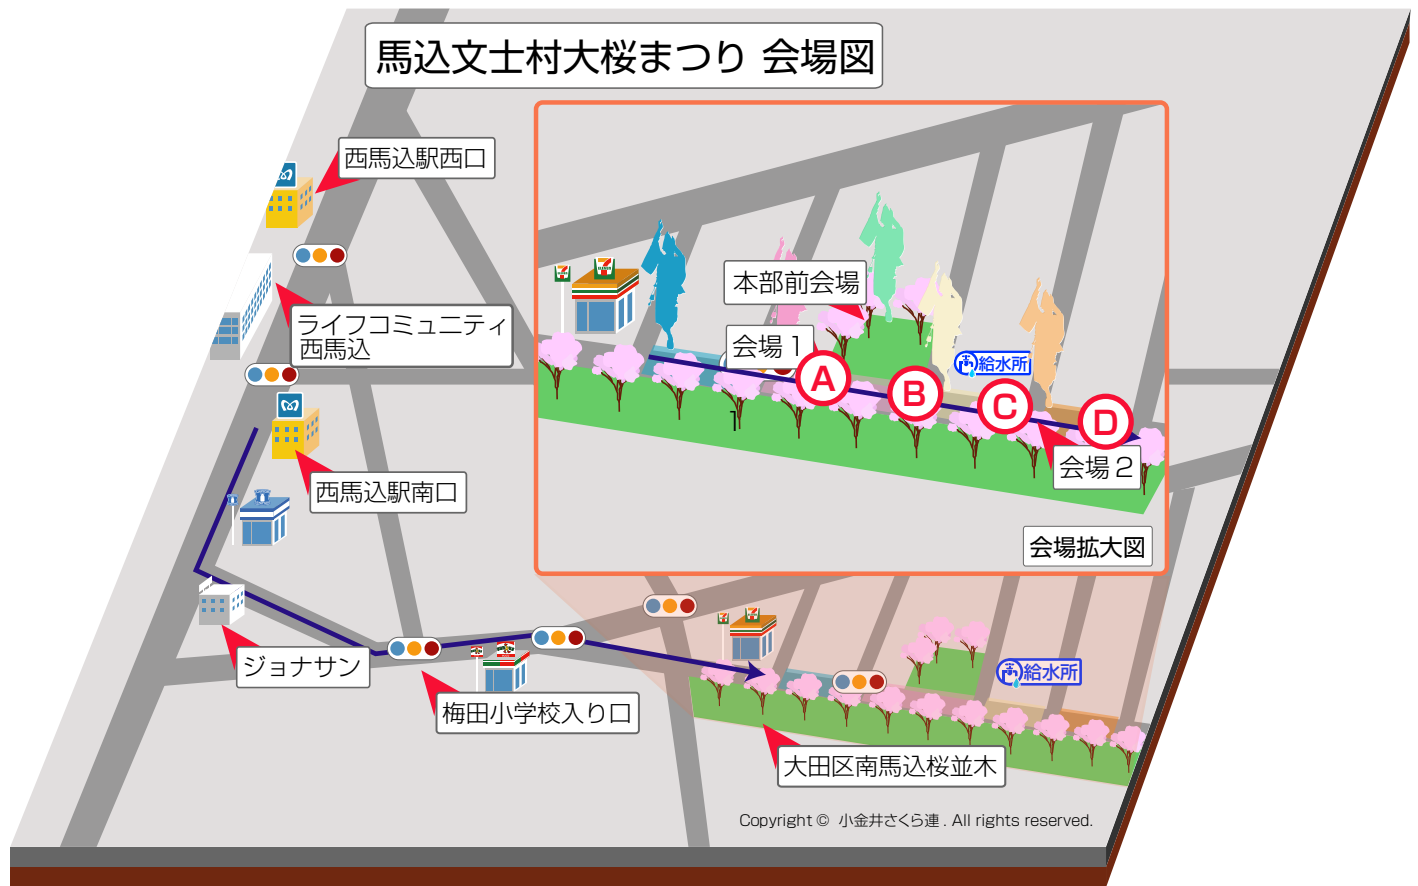 馬込文士村大桜まつり 会場図
西馬込駅西口
ライフコミュニティ
西馬込
西馬込駅南口
ジョナサン
梅田小学校入り口
本部前会場
会場1
A
B
C
D
1
給水所
会場2
会場拡大図
給水所
大田区南馬込桜並木
Copyright © 小金井さくら連 . All rights reserved.